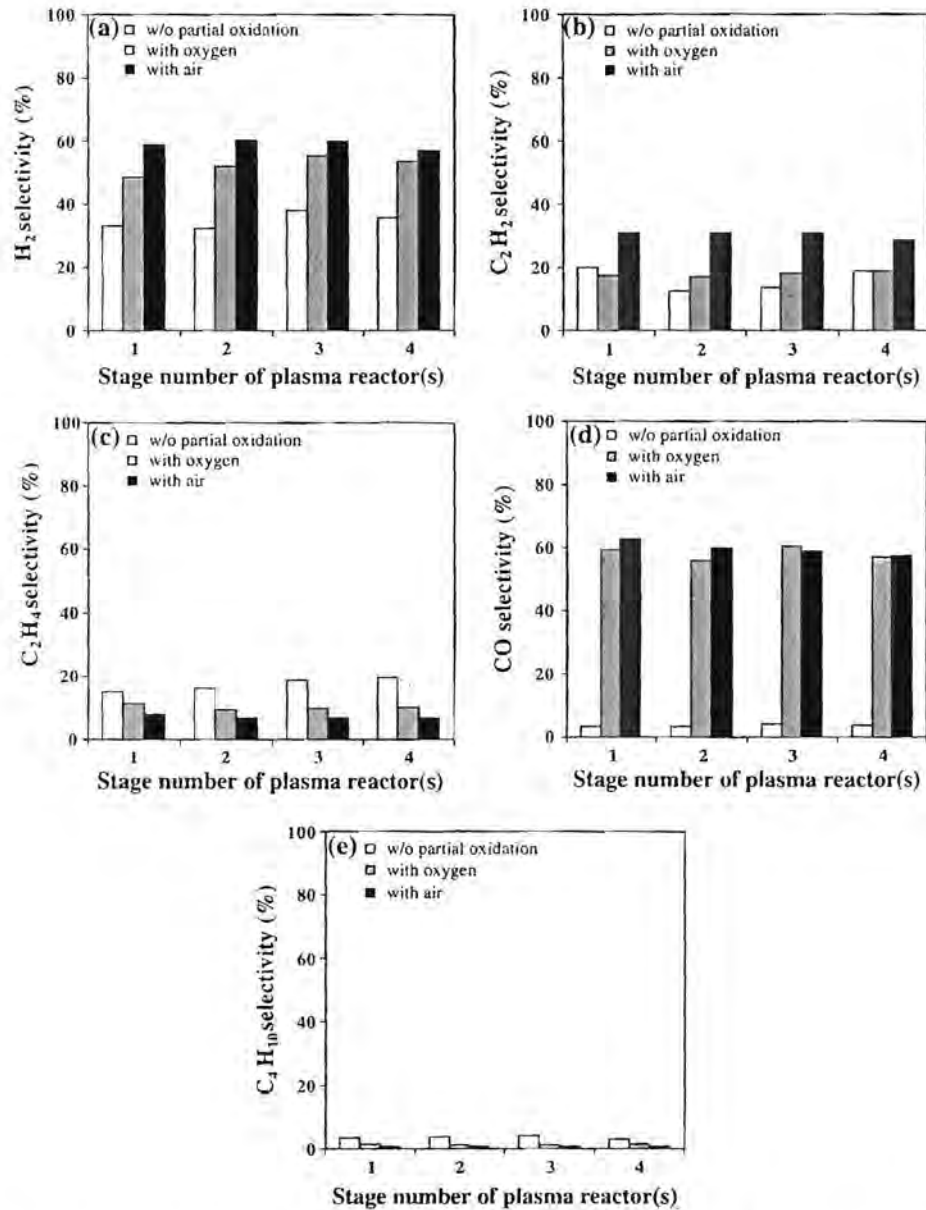 (a) w/o partial oxidation
with oxygen
with air
H₂ selectivity (%)
100
80
60
40
20
0
1 2 3 4
Stage number of plasma reactor(s)
(b) w/o partial oxidation
with oxygen
with air
C₂H₂ selectivity (%)
100
80
60
40
20
0
1 2 3 4
Stage number of plasma reactor(s)
(c) w/o partial oxidation
with oxygen
with air
C₂H₄ selectivity (%)
100
80
60
40
20
0
1 2 3 4
Stage number of plasma reactor(s)
(d) w/o partial oxidation
with oxygen
with air
CO selectivity (%)
100
80
60
40
20
0
1 2 3 4
Stage number of plasma reactor(s)
(e) w/o partial oxidation
with oxygen
with air
C₄H₁₀ selectivity (%)
100
80
60
40
20
0
1 2 3 4
Stage number of plasma reactor(s)